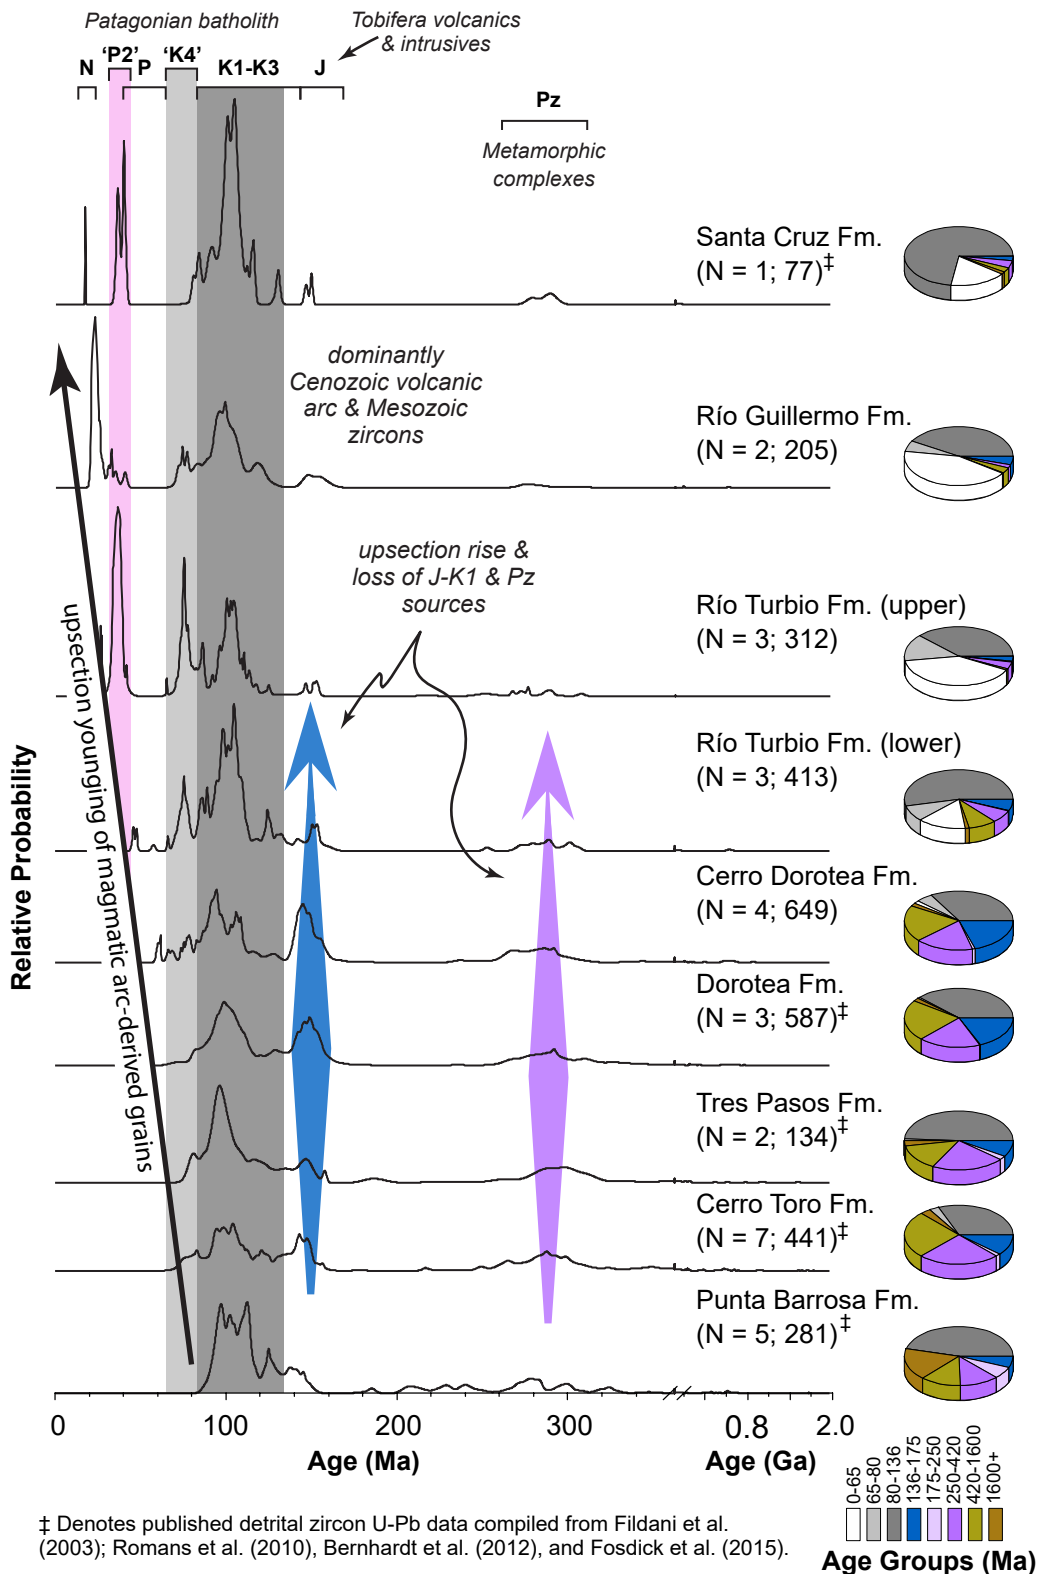 Patagonian batholith
Tobifera volcanics
& intrusives
N
'P2'
P
'K4'
K1-K3
J
Pz
Metamorphic
complexes
Santa Cruz Fm.
(N = 1; 77)‡
dominantly
Cenozoic volcanic
arc & Mesozoic
zircons
Río Guillermo Fm.
(N = 2; 205)
upsection rise &
loss of J-K1 & Pz
sources
Río Turbio Fm. (upper)
(N = 3; 312)
Río Turbio Fm. (lower)
(N = 3; 413)
Cerro Dorotea Fm.
(N = 4; 649)
Dorotea Fm.
(N = 3; 587)‡
Tres Pasos Fm.
(N = 2; 134)‡
Cerro Toro Fm.
(N = 7; 441)‡
Punta Barrosa Fm.
(N = 5; 281)‡
upsection younging of magmatic arc-derived grains
Relative Probability
0 100 200 300 0.8 2.0
Age (Ma) Age (Ga)
0-65
65-80
80-136
136-175
175-250
250-420
420-1600
1600+
Age Groups (Ma)
‡ Denotes published detrital zircon U-Pb data compiled from Fildani et al.
(2003); Romans et al. (2010), Bernhardt et al. (2012), and Fosdick et al. (2015).